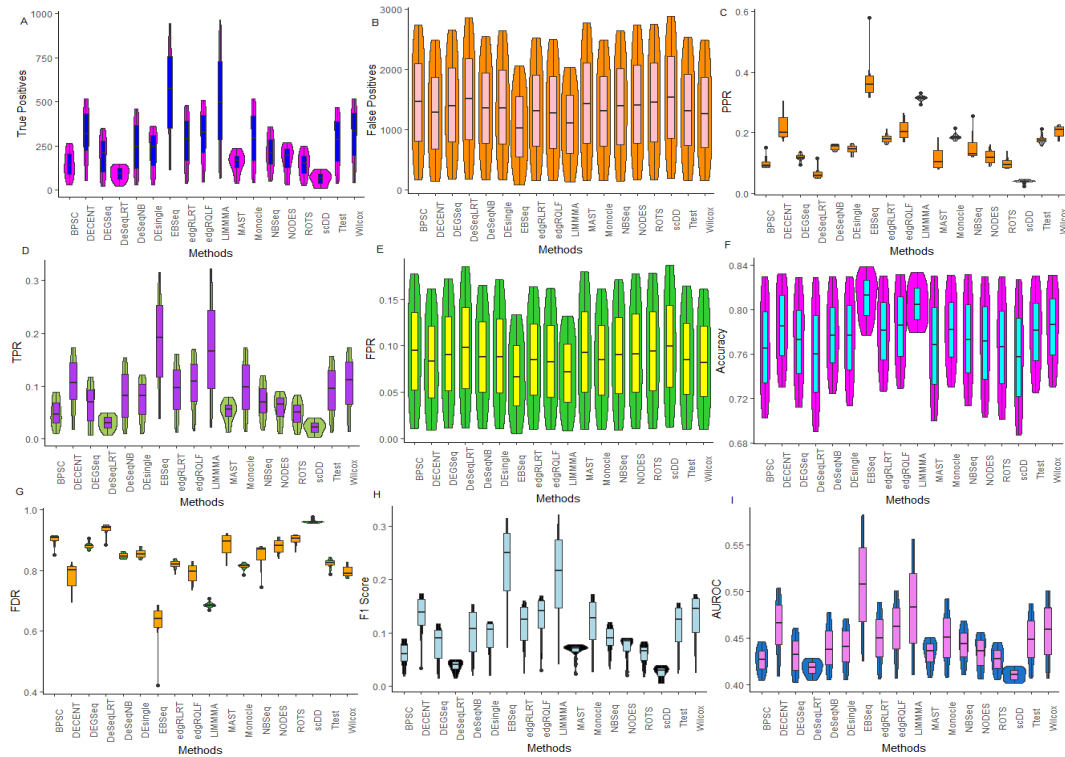 A
1000
750
500
250
0
True Positives
BPSC
DECENT
DEGSeq
DeSeqLRT
DeSeqNB
DEsingle
EBSeq
edgRLRT
edgRQLF
LIMMMA
MAST
Monocle
NBSeq
NODES
ROTS
scDD
Ttest
Wilcox
Methods
B
3000
2000
1000
0
False Positives
BPSC
DECENT
DEGSeq
DeSeqLRT
DeSeqNB
DEsingle
EBSeq
edgRLRT
edgRQLF
LIMMMA
MAST
Monocle
NBSeq
NODES
ROTS
scDD
Ttest
Wilcox
Methods
C
0.6
0.4
0.2
0.0
PPR
BPSC
DECENT
DEGSeq
DeSeqLRT
DeSeqNB
DEsingle
EBSeq
edgRLRT
edgRQLF
LIMMMA
MAST
Monocle
NBSeq
NODES
ROTS
scDD
Ttest
Wilcox
Methods
D
0.3
0.2
0.1
0.0
TPR
BPSC
DECENT
DEGSeq
DeSeqLRT
DeSeqNB
DEsingle
EBSeq
edgRLRT
edgRQLF
LIMMMA
MAST
Monocle
NBSeq
NODES
ROTS
scDD
Ttest
Wilcox
Methods
E
0.15
0.10
0.05
0.00
FPR
BPSC
DECENT
DEGSeq
DeSeqLRT
DeSeqNB
DEsingle
EBSeq
edgRLRT
edgRQLF
LIMMMA
MAST
Monocle
NBSeq
NODES
ROTS
scDD
Ttest
Wilcox
Methods
F
0.84
0.80
0.76
0.72
0.68
Accuracy
BPSC
DECENT
DEGSeq
DeSeqLRT
DeSeqNB
DEsingle
EBSeq
edgRLRT
edgRQLF
LIMMMA
MAST
Monocle
NBSeq
NODES
ROTS
scDD
Ttest
Wilcox
Methods
G
1.0
0.8
0.6
0.4
FDR
BPSC
DECENT
DEGSeq
DeSeqLRT
DeSeqNB
DEsingle
EBSeq
edgRLRT
edgRQLF
LIMMMA
MAST
Monocle
NBSeq
NODES
ROTS
scDD
Ttest
Wilcox
Methods
H
0.3
0.2
0.1
0.0
F1 Score
BPSC
DECENT
DEGSeq
DeSeqLRT
DeSeqNB
DEsingle
EBSeq
edgRLRT
edgRQLF
LIMMMA
MAST
Monocle
NBSeq
NODES
ROTS
scDD
Ttest
Wilcox
Methods
I
0.55
0.50
0.45
0.40
AUROC
BPSC
DECENT
DEGSeq
DeSeqLRT
DeSeqNB
DEsingle
EBSeq
edgRLRT
edgRQLF
LIMMMA
MAST
Monocle
NBSeq
NODES
ROTS
scDD
Ttest
Wilcox
Methods